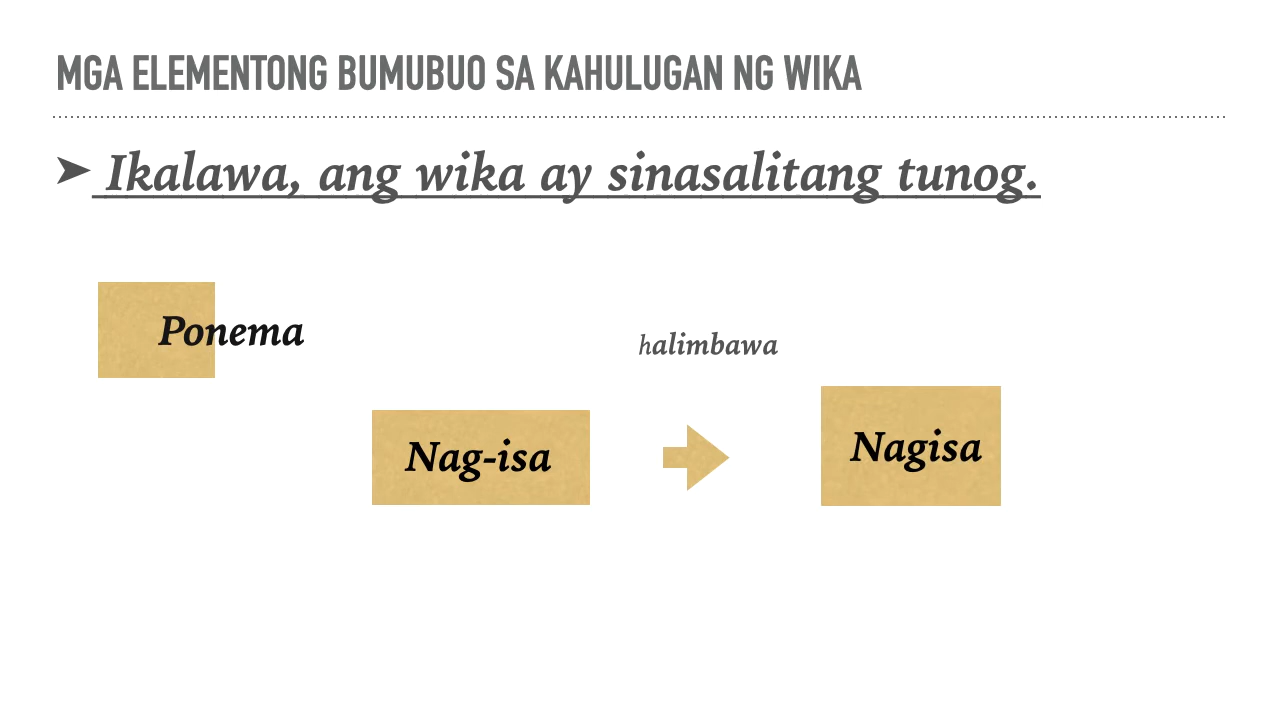 MGA ELEMENTONG BUMUBUO SA KAHULUGAN NG WIKA
➤ Ikalawa, ang wika ay sinasalitang tunog.
Ponema
halimbawa
Nag-isa
Nagisa